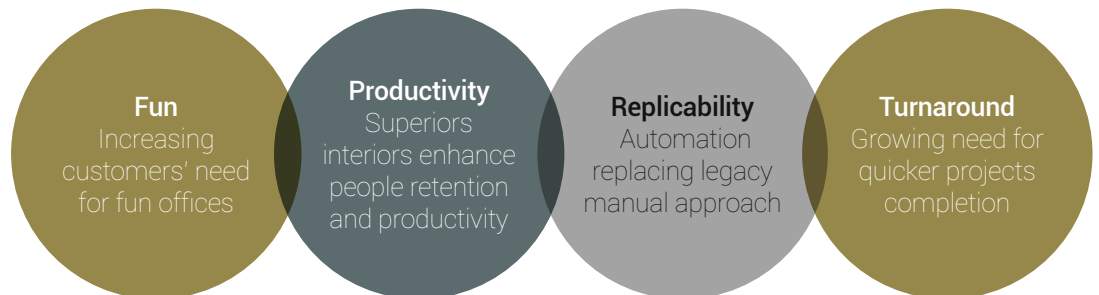 Fun
Increasing
customers' need
for fun offices
Productivity
Superiors
interiors enhance
people retention
and productivity
Replicability
Automation
replacing legacy
manual approach
Turnaround
Growing need for
quicker projects
completion